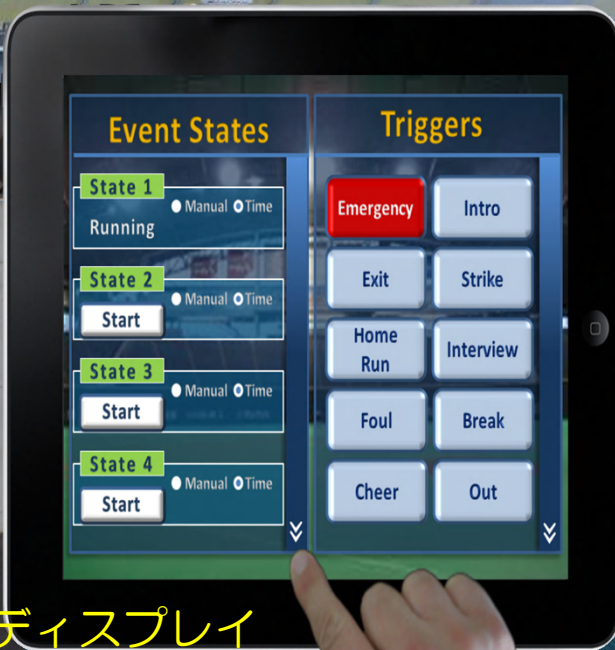 Event States
State 1
Manual Time
Running
State 2
Manual Time
Start
State 3
Manual Time
Start
State 4
Manual Time
Start
Triggers
Emergency
Intro
Exit
Strike
Home
Run
Interview
Foul
Break
Cheer
Out
ディスプレイ